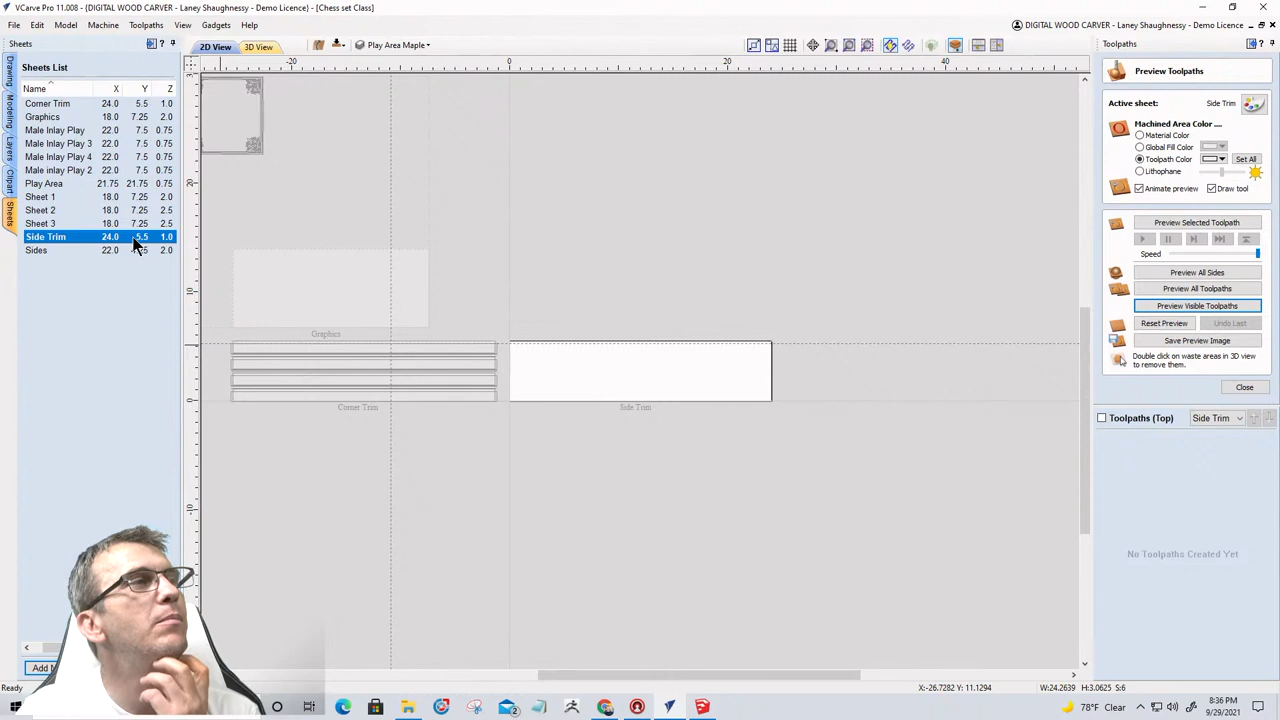 VCarve Pro 11.008 - {DIGITAL WOOD CARVER - Laney Shaughnessy - Demo Licence} - [Chess set Class]
File Edit Model Machine Toolpaths View Gadgets Help
DIGITAL WOOD CARVER - Laney Shaughnessy - Demo Licence
Sheets
2D View
3D View
Play Area Maple
Toolpaths
Drawing
Modeling
Layers
Clipart
Sheets
Sheets List
Name X Y Z
Corner Trim 24.0 5.5 1.0
Graphics 18.0 7.25 2.0
Male Inlay Play 22.0 7.5 0.75
Male Inlay Play 3 22.0 7.5 0.75
Male Inlay Play 4 22.0 7.5 0.75
Male inlay Play 2 22.0 7.5 0.75
Play Area 21.75 21.75 0.75
Sheet 1 18.0 7.25 2.0
Sheet 2 18.0 7.25 2.5
Sheet 3 18.0 7.25 2.5
Side Trim 24.0 5.5 1.0
Sides 22.0 2.0
-20 0 20 40
20
10
0
-10
Graphics
Corner Trim
Side Trim
Preview Toolpaths
Active sheet: Side Trim
Machined Area Color ....
Material Color
Global Fill Color
Toolpath Color Set All
Lithophane
Animate preview Draw tool
Preview Selected Toolpath
Speed
Preview All Sides
Preview All Toolpaths
Preview Visible Toolpaths
Reset Preview Undo Last
Save Preview Image
Double click on waste areas in 3D view
to remove them.
Close
Toolpaths (Top) Side Trim
No Toolpaths Created Yet
Ready
X:-26.7282 Y: 11.1294 W:24.2639 H:3.0625 S:6
78°F Clear
8:36 PM
9/29/2021